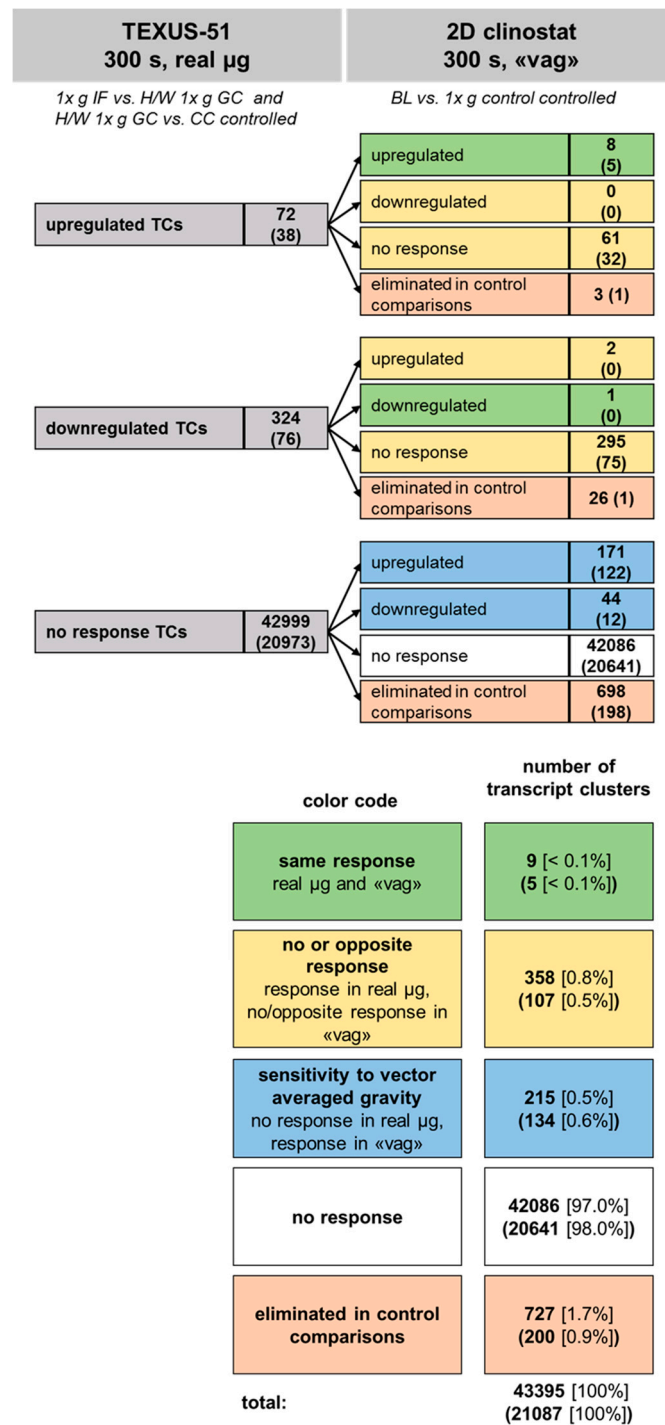 TEXUS-51
300 s, real µg
2D clinostat
300 s, «vag»
1x g IF vs. H/W 1x g GC and
H/W 1x g GC vs. CC controlled
BL vs. 1x g control controlled
upregulated TCs
72
(38)
upregulated
8
(5)
downregulated
0
(0)
no response
61
(32)
eliminated in control
comparisons
3 (1)
downregulated TCs
324
(76)
upregulated
2
(0)
downregulated
1
(0)
no response
295
(75)
eliminated in control
comparisons
26 (1)
no response TCs
42999
(20973)
upregulated
171
(122)
downregulated
44
(12)
no response
42086
(20641)
eliminated in control
comparisons
698
(198)
color code
number of
transcript clusters
same response
real µg and «vag»
9 [< 0.1%]
(5 [< 0.1%])
no or opposite
response
response in real µg,
no/opposite response in
«vag»
358 [0.8%]
(107 [0.5%])
sensitivity to vector
averaged gravity
no response in real µg,
response in «vag»
215 [0.5%]
(134 [0.6%])
no response
42086 [97.0%]
(20641 [98.0%])
eliminated in control
comparisons
727 [1.7%]
(200 [0.9%])
total:
43395 [100%]
(21087 [100%])